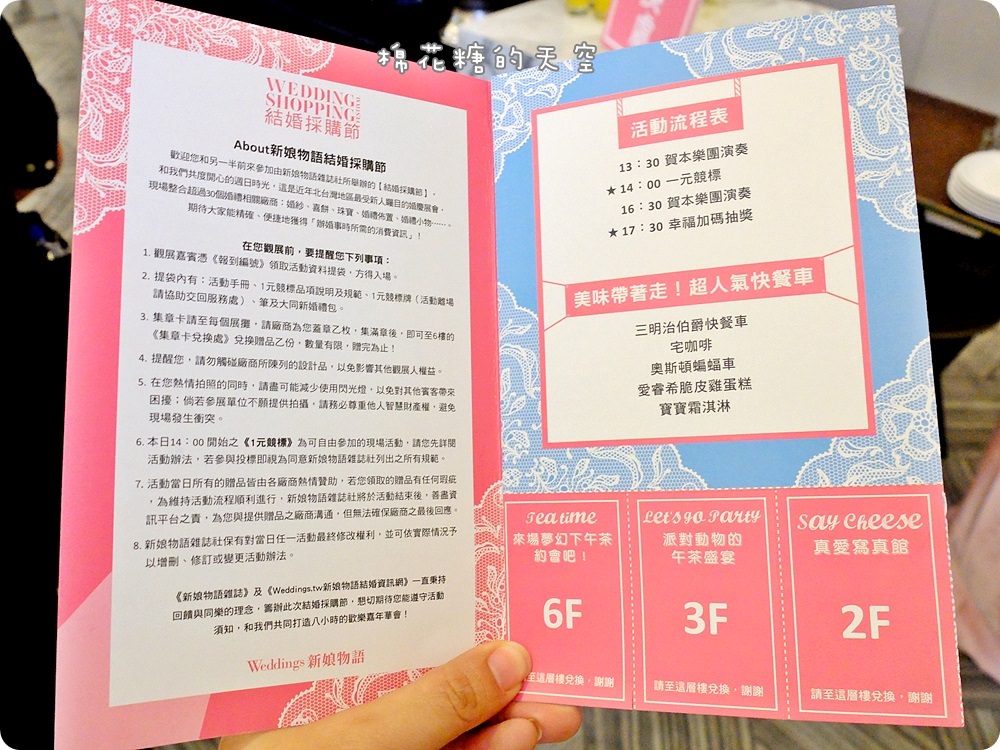 棉花糖的天空
WEDDING
SHOPPING
結婚採購節
About新娘物語結婚採購節
歡迎您和另一半前來參加由新娘物語雜誌社所舉辦的【結婚採購節】，
和我們共度開心的週日時光，這是近年北台灣地區最受新人矚目的婚慶展會，
現場整合超過30個婚禮相關廠商：婚紗、喜餅、珠寶、婚禮佈置、婚禮小物⋯⋯。
期待大家能精確、便捷地獲得「辦婚事時所需的消費資訊」！
在您觀展前，要提醒您下列事項：
1. 觀展嘉賓憑《報到編號》領取活動資料提袋，方得入場。
2. 提袋內有：活動手冊、1元競標品項說明及規範、1元競標牌（活動離場
請協助交回服務處）、筆及大同新婚禮包。
3. 集章卡請至每個展攤，請廠商為您蓋章乙枚，集滿章後，即可至6樓的
《集章卡兌換處》兌換贈品乙份，數量有限，贈完為止！
4. 提醒您，請勿觸碰廠商所陳列的設計品，以免影響其他觀展人權益。
5. 在您熱情拍照的同時，請盡可能減少使用閃光燈，以免對其他賓客帶來
困擾；倘若參展單位不願提供拍攝，請務必尊重他人智慧財產權，避免
現場發生衝突。
6. 本日14：00 開始之《1元競標》為可自由參加的現場活動，請您先詳閱
活動辦法，若參與投標即視為同意新娘物語雜誌社列出之所有規範。
7. 活動當日所有的贈品皆由各廠商熱情贊助，若您領取的贈品有任何瑕疵
，為維持活動流程順利進行，新娘物語雜誌社將於活動結束後，善盡資
訊平台之責，為您與提供贈品之廠商溝通，但無法確保廠商之最後回應。
8. 新娘物語雜誌社保有對當日任一活動最終修改權利，並可依實際情況予
以增刪、修訂或變更活動辦法。
《新娘物語雜誌》及《Weddings.tw新娘物語結婚資訊網》一直秉持
回饋與同樂的理念，籌辦此次結婚採購節，懇切期待您能遵守活動
須知，和我們共同打造八小時的歡樂嘉年華會！
Weddings 新娘物語
活動流程表
13：30 賀本樂團演奏
★14：00 一元競標
16：30 賀本樂團演奏
★17：30 幸福加碼抽獎
美味帶著走！超人氣快餐車
三明治伯爵快餐車
宅咖啡
奧斯頓蝙蝠車
愛睿希脆皮雞蛋糕
寶寶霜淇淋
Tea time
來場夢幻下午茶
約會吧！
6F
至這層樓兌換，謝謝
Let's go Party
派對動物的
午茶盛宴
3F
請至這層樓兌換，謝謝
Say Cheese
真愛寫真館
2F
請至這層樓兌換，謝謝